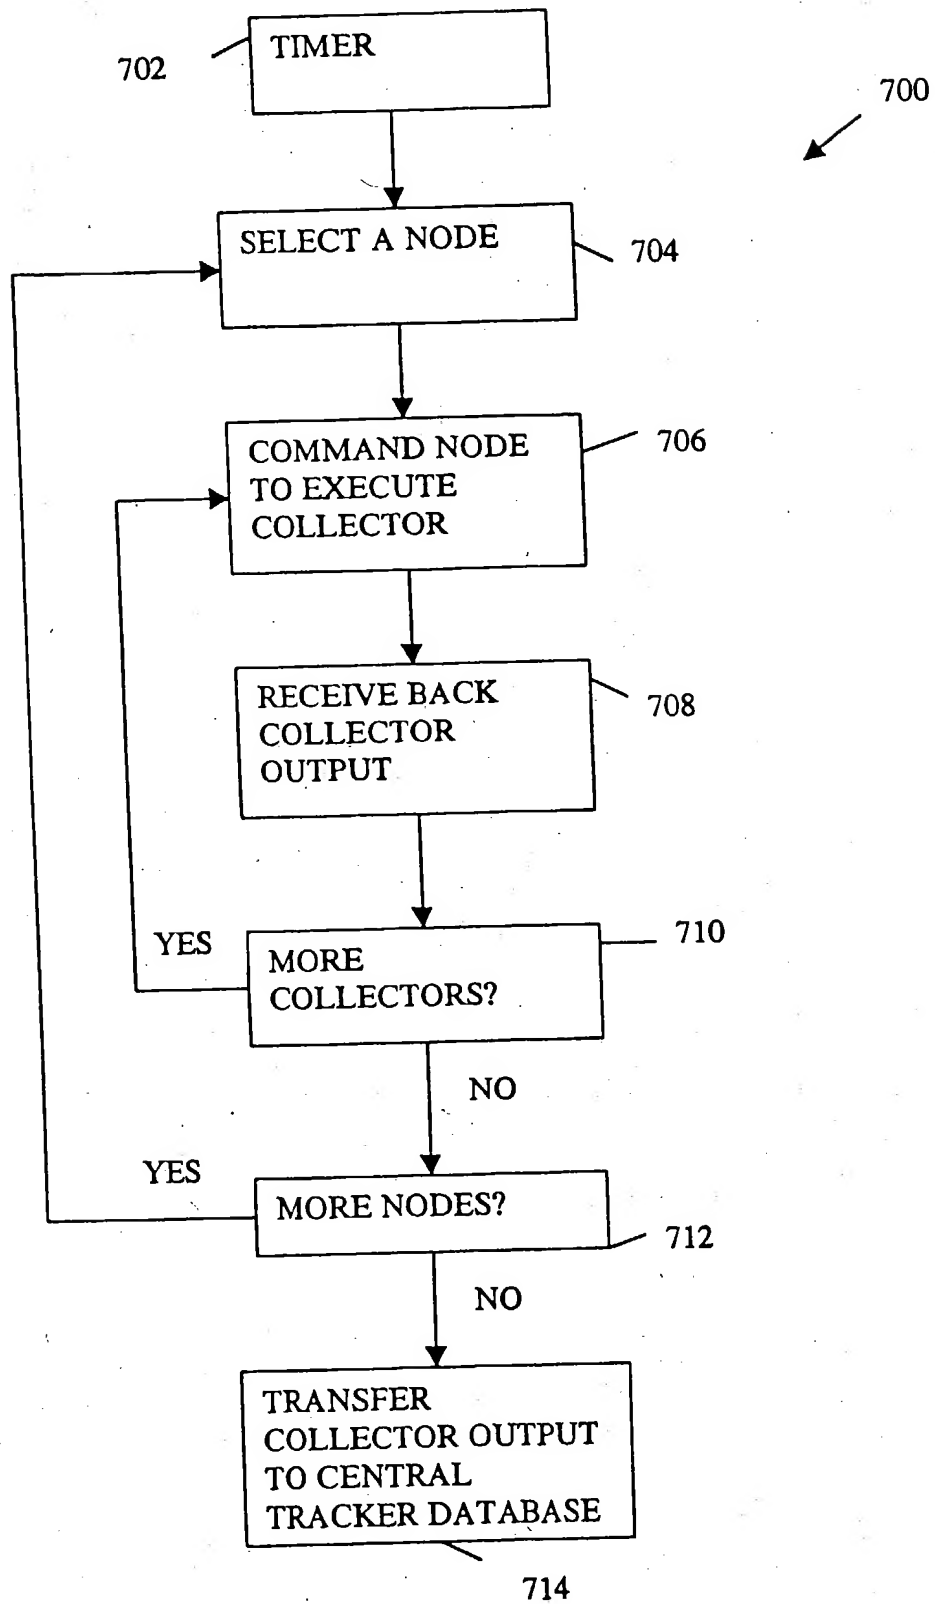 TIMER
702
700
SELECT A NODE
704
COMMAND NODE
TO EXECUTE
COLLECTOR
706
RECEIVE BACK
COLLECTOR
OUTPUT
708
YES
MORE
COLLECTORS?
710
NO
YES
MORE NODES?
712
NO
TRANSFER
COLLECTOR OUTPUT
TO CENTRAL
TRACKER DATABASE
714